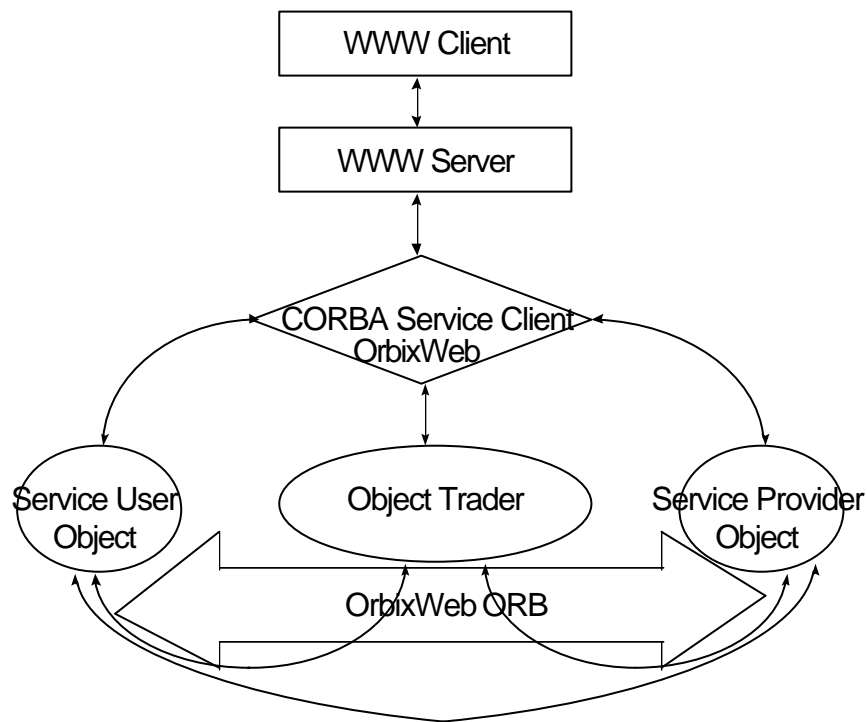 WWW Client
WWW Server
CORBA Service Client
OrbixWeb
Service User
Object
Object Trader
Service Provider
Object
OrbixWeb ORB